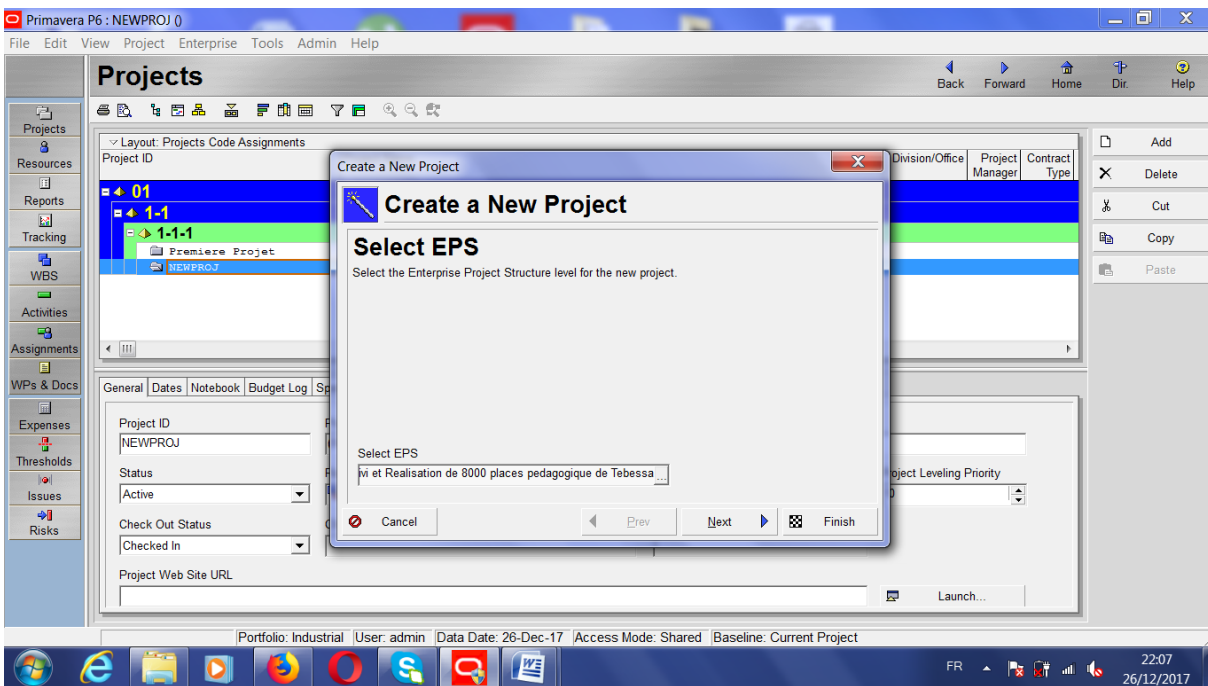 Primavera P6 : NEWPROJ ()
File Edit View Project Enterprise Tools Admin Help
Projects
Back Forward Home Dir. Help
Projects
Resources
Reports
Tracking
WBS
Activities
Assignments
WPs & Docs
Expenses
Thresholds
Issues
Risks
Layout: Projects Code Assignments
Project ID
Division/Office Project Manager Contract Type
01
1-1
1-1-1
Premiere Projet
NEWPROJ
Add
Delete
Cut
Copy
Paste
Create a New Project
Create a New Project
Select EPS
Select the Enterprise Project Structure level for the new project.
Select EPS
vi et Realisation de 8000 places pedagogique de Tebessa ...
Cancel Prev Next Finish
General Dates Notebook Budget Log Sp
Project ID
NEWPROJ
Status
Active
oject Leveling Priority
Check Out Status
Checked In
Project Web Site URL
Launch...
Portfolio: Industrial User: admin Data Date: 26-Dec-17 Access Mode: Shared Baseline: Current Project
FR
22:07
26/12/2017